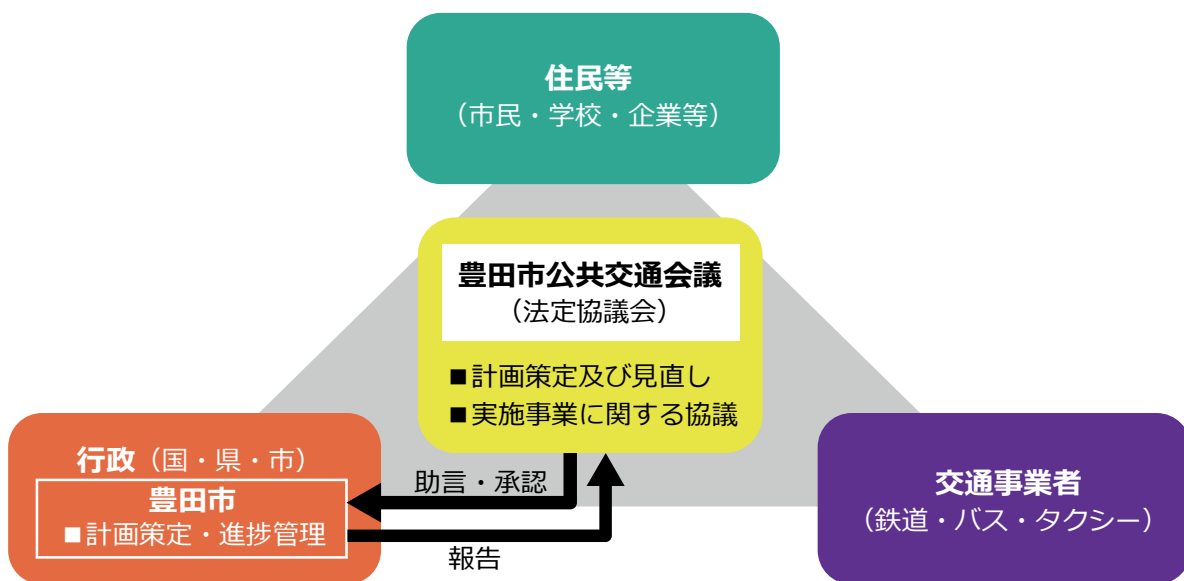 住民等
（市民・学校・企業等）
豊田市公共交通会議
（法定協議会）
■計画策定及び見直し
■実施事業に関する協議
行政（国・県・市）
豊田市
■計画策定・進捗管理
助言・承認
報告
交通事業者
（鉄道・バス・タクシー）